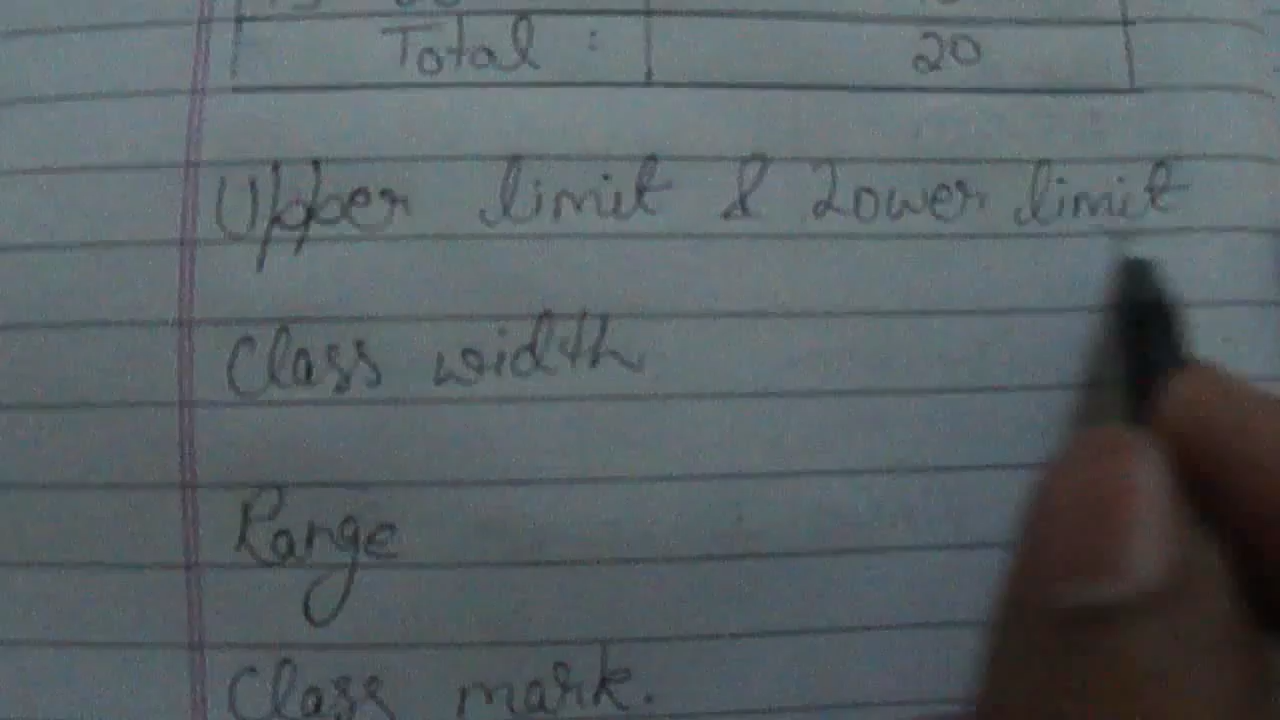 Total : 20
Upper limit & Lower limit
Class width
Range
Class mark.